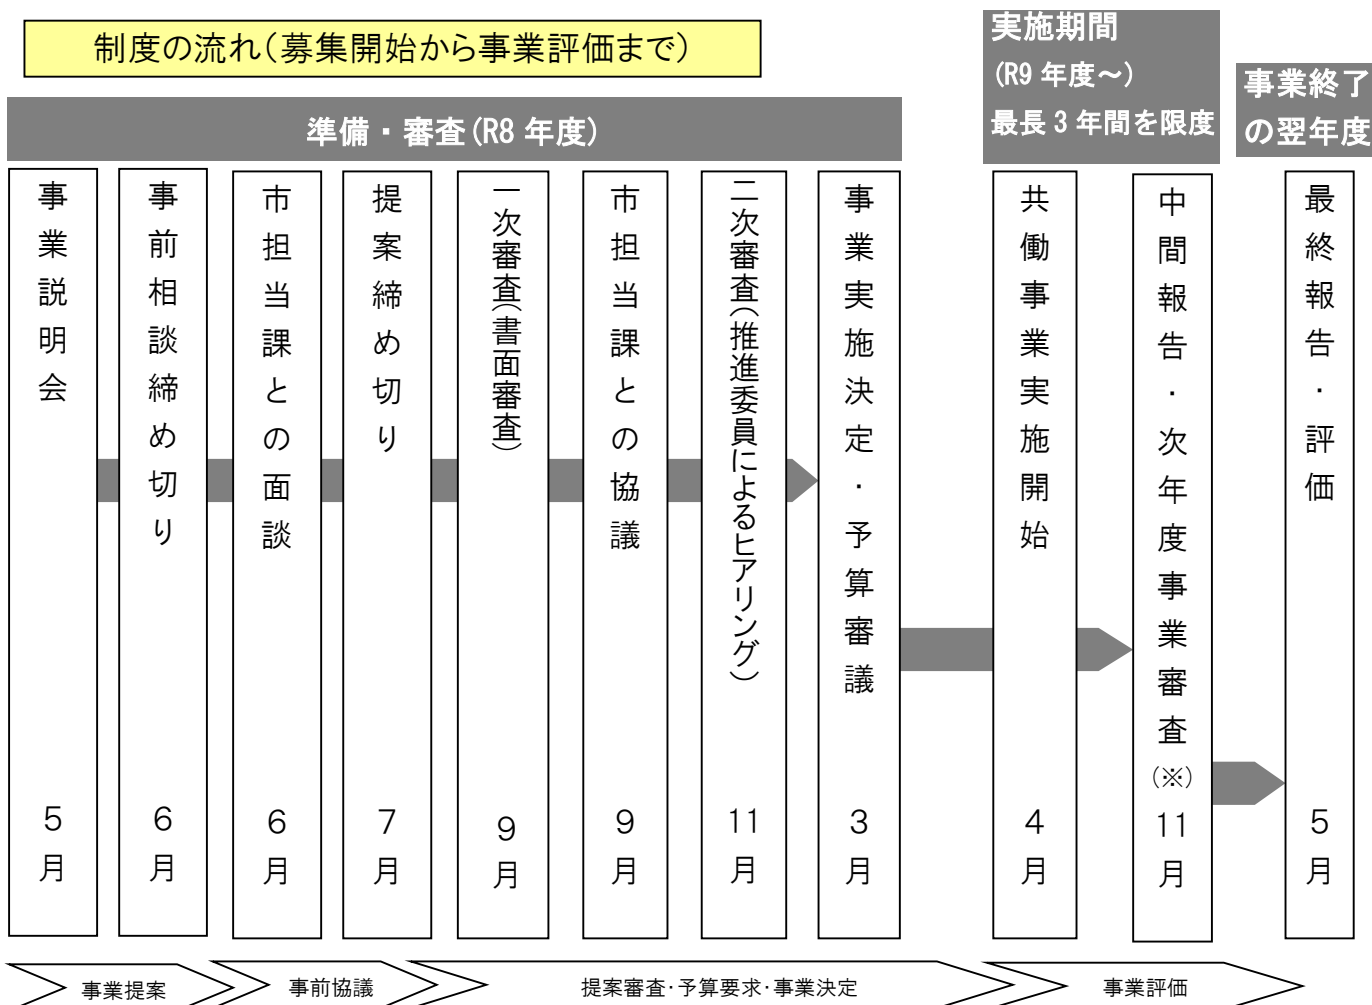 制度の流れ（募集開始から事業評価まで）
準備・審査（R8 年度）
実施期間
（R9 年度～）
最長 3 年間を限度
事業終了
の翌年度
事業説明会
5月
事前相談締め切り
6月
市担当課との面談
6月
提案締め切り
7月
一次審査（書面審査）
9月
市担当課との協議
9月
二次審査（推進委員によるヒアリング）
11月
事業実施決定・予算審議
3月
共働事業実施開始
4月
中間報告・次年度事業審査（※）
11月
最終報告・評価
5月
事業提案
事前協議
提案審査・予算要求・事業決定
事業評価